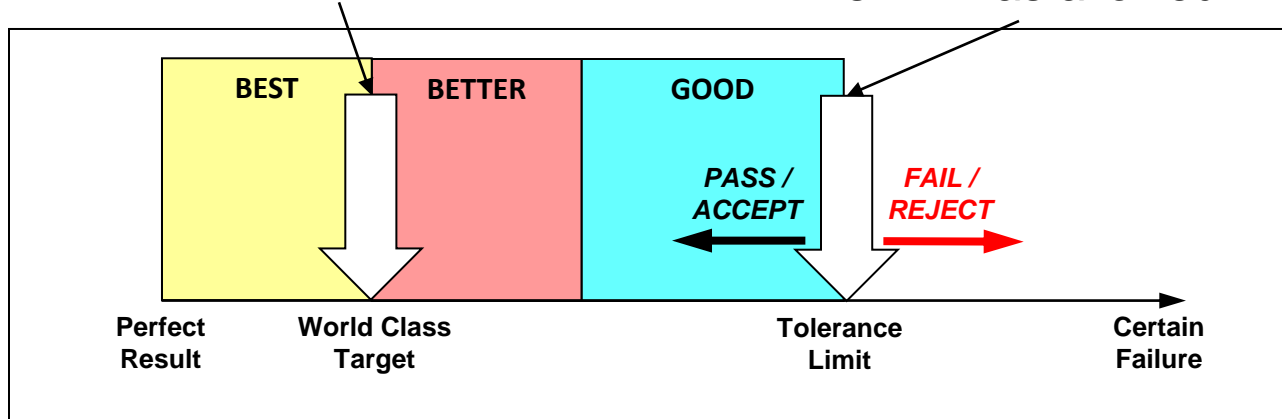 BEST
BETTER
GOOD
PASS /
ACCEPT
FAIL /
REJECT
Perfect
Result
World Class
Target
Tolerance
Limit
Certain
Failure